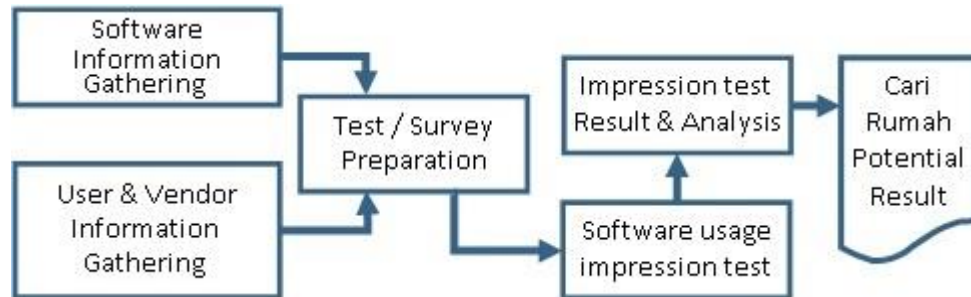 Software
Information
Gathering
User & Vendor
Information
Gathering
Test / Survey
Preparation
Software usage
impression test
Impression test
Result & Analysis
Cari
Rumah
Potential
Result